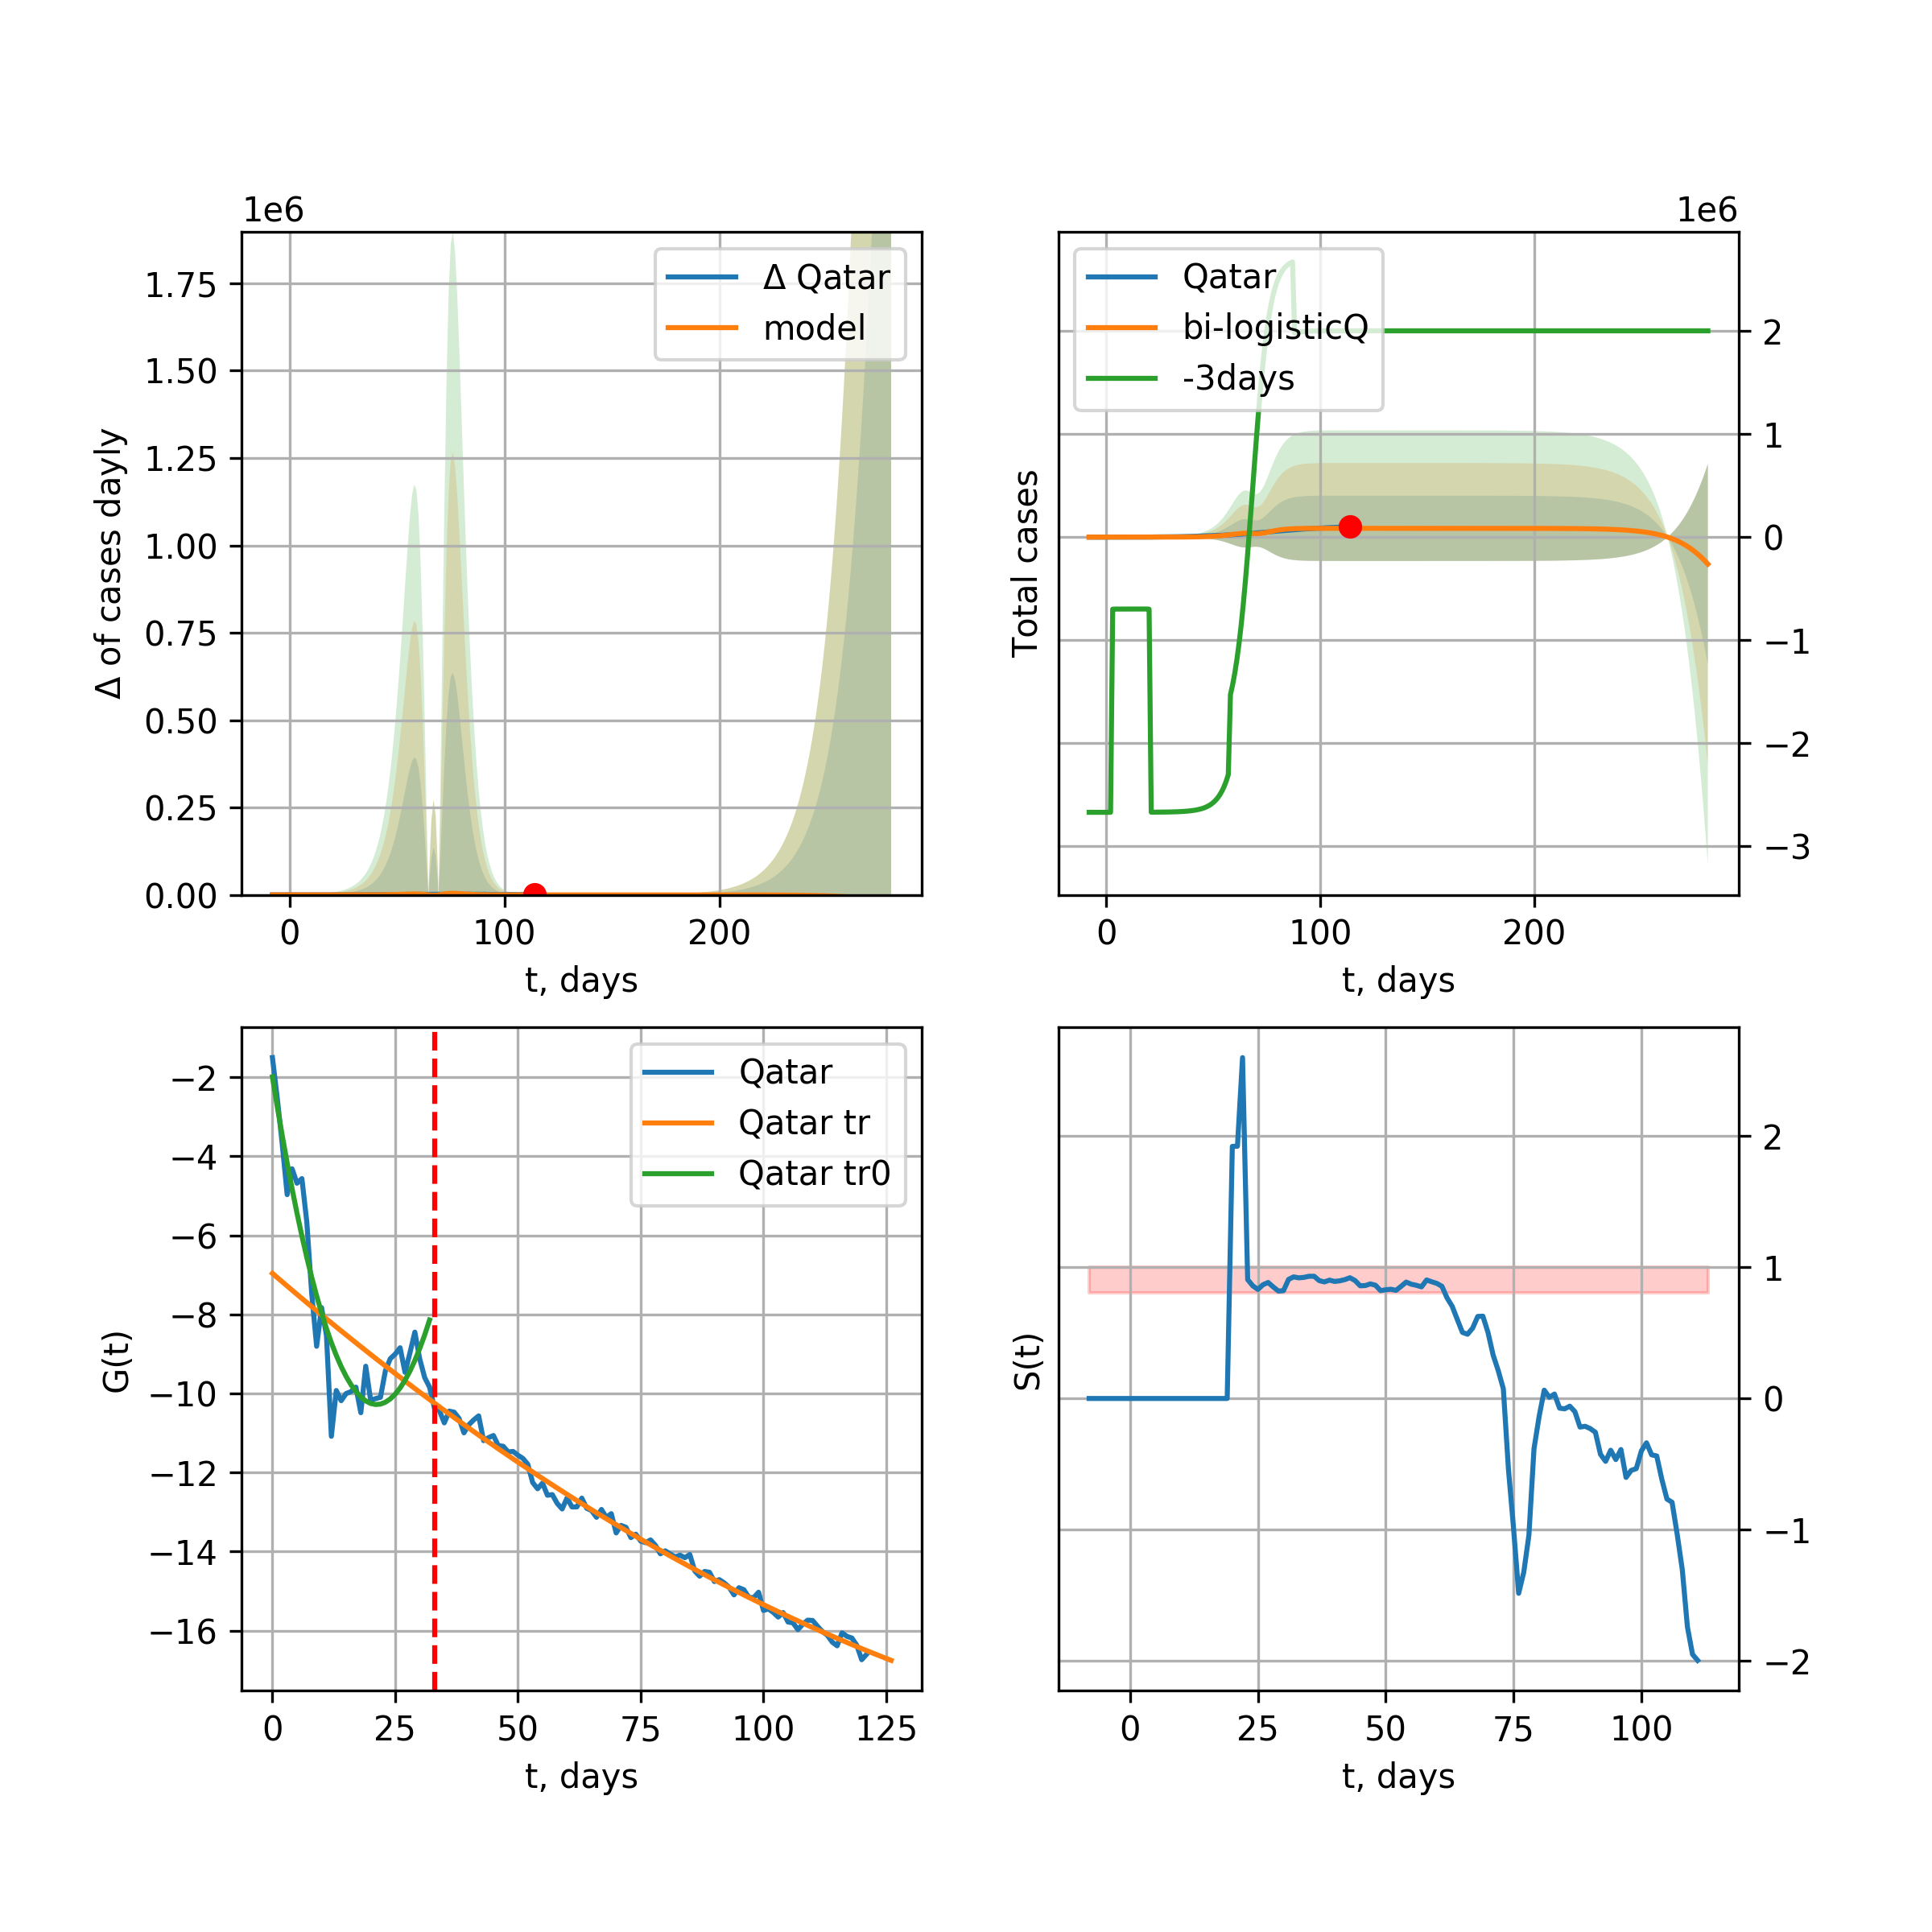 1e6
Δ of cases dayly
1.75
1.50
1.25
1.00
0.75
0.50
0.25
0.00
0 100 200
t, days
Δ Qatar
model
1e6
Total cases
2
1
0
−1
−2
−3
0 100 200
t, days
Qatar
bi-logisticQ
-3days
G(t)
−2
−4
−6
−8
−10
−12
−14
−16
0 25 50 75 100 125
t, days
Qatar
Qatar tr
Qatar tr0
S(t)
2
1
0
−1
−2
0 25 50 75 100
t, days